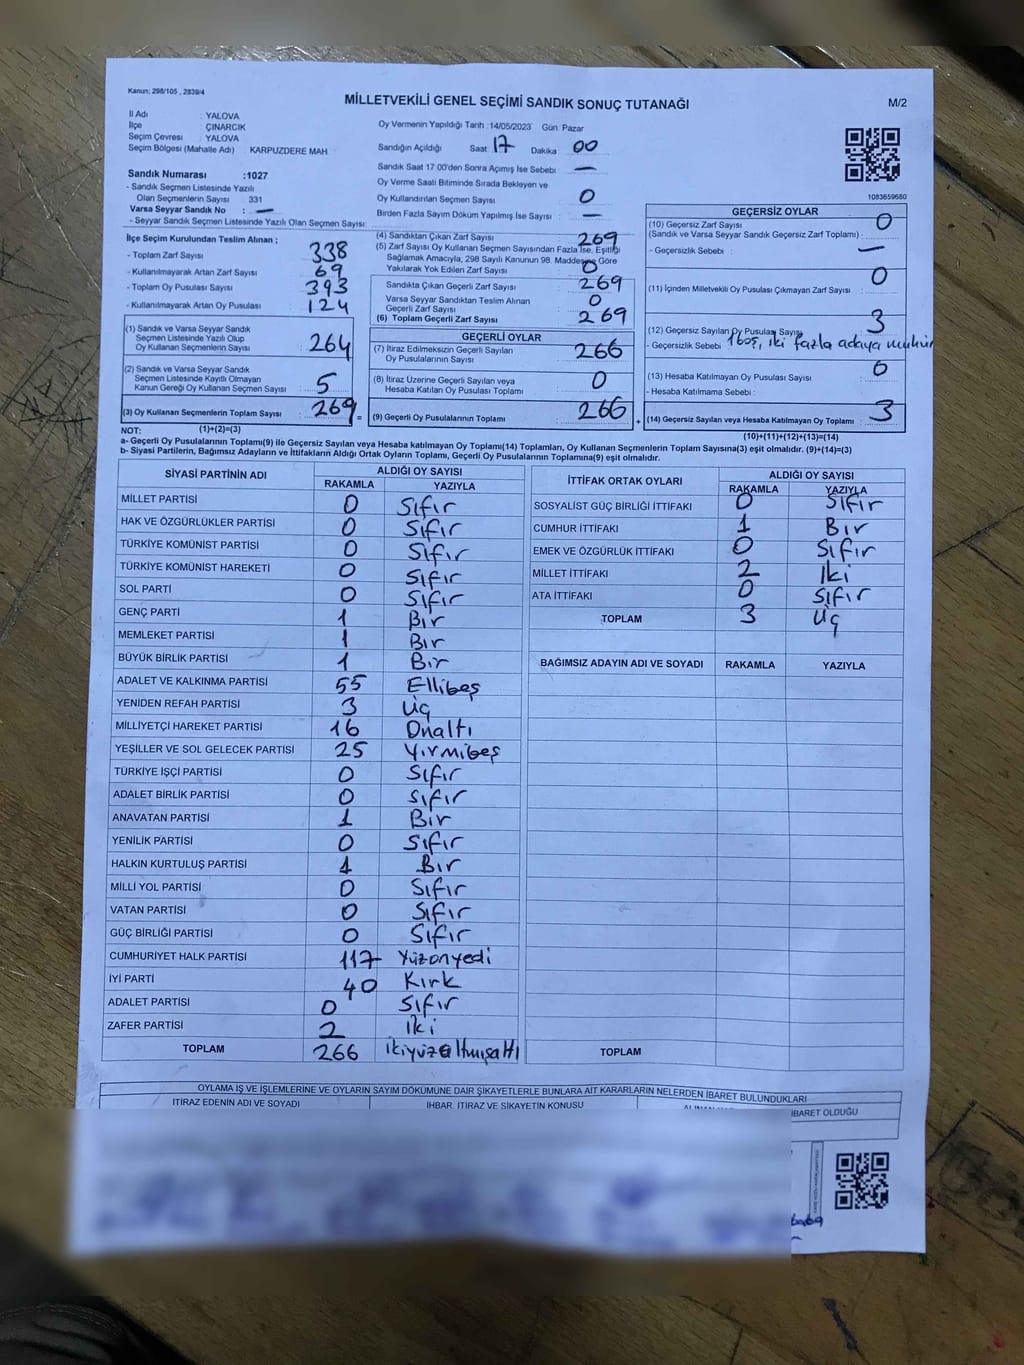 Kanun; 298/105 , 2839/4
MİLLETVEKİLİ GENEL SEÇİMİ SANDIK SONUÇ TUTANAĞI
M/2
İl Adı : YALOVA
İlçe : ÇINARCIK
Seçim Çevresi : YALOVA
Seçim Bölgesi (Mahalle Adı) KARPUZDERE MAH
Sandık Numarası :1027
- Sandık Seçmen Listesinde Yazılı
Olan Seçmenlerin Sayısı : 331
Varsa Seyyar Sandık No : —
- Seyyar Sandık Seçmen Listesinde Yazılı Olan Seçmen Sayısı:
Oy Vermenin Yapıldığı Tarih :14/05/2023 Gün: Pazar
Sandığın Açıldığı Saat 17 Dakika 00
Sandık Saat 17.00'den Sonra Açımış İse Sebebi —
Oy Verme Saati Bitiminde Sırada Bekleyen ve
Oy Kullandırılan Seçmen Sayısı 0
Birden Fazla Sayım Döküm Yapılmış İse Sayısı —
1083659680
İlçe Seçim Kurulundan Teslim Alınan ;
- Toplam Zarf Sayısı : 338
- Kullanılmayarak Artan Zarf Sayısı : 69
- Toplam Oy Pusulası Sayısı : 393
- Kullanılmayarak Artan Oy Pusulası : 124
(1) Sandık ve Varsa Seyyar Sandık
Seçmen Listesinde Yazılı Olup
Oy Kullanan Seçmenlerin Sayısı : 264
(2) Sandık ve Varsa Seyyar Sandık
Seçmen Listesinde Kayıtlı Olmayan
Kanun Gereği Oy Kullanan Seçmen Sayısı : 5
(3) Oy Kullanan Seçmenlerin Toplam Sayısı : 269 =
(1)+(2)=(3)
(4) Sandıktan Çıkan Zarf Sayısı : 269
(5) Zarf Sayısı Oy Kullanan Seçmen Sayısından Fazla İse, Eşitliği
Sağlamak Amacıyla, 298 Sayılı Kanunun 98. Maddesine Göre
Yakılarak Yok Edilen Zarf Sayısı : 0
Sandıkta Çıkan Geçerli Zarf Sayısı : 269
Varsa Seyyar Sandıktan Teslim Alınan
Geçerli Zarf Sayısı : 0
(6) Toplam Geçerli Zarf Sayısı : 269
GEÇERLİ OYLAR
(7) İtiraz Edilmeksizin Geçerli Sayılan
Oy Pusulalarının Sayısı : 266
(8) İtiraz Üzerine Geçerli Sayılan veya
Hesaba Katılan Oy Pusulası Toplamı : 0
(9) Geçerli Oy Pusulalarının Toplamı : 266 +
GEÇERSİZ OYLAR
(10) Geçersiz Zarf Sayısı
(Sandık ve Varsa Seyyar Sandık Geçersiz Zarf Toplamı) : 0
- Geçersizlik Sebebi : —
(11) İçinden Milletvekili Oy Pusulası Çıkmayan Zarf Sayısı : 0
(12) Geçersiz Sayılan Oy Pusulası Sayısı 3
- Geçersizlik Sebebi iki fazla adaya
(13) Hesaba Katılmayan Oy Pusulası Sayısı : 0
- Hesaba Katılmama Sebebi :
(14) Geçersiz Sayılan veya Hesaba Katılmayan Oy Toplamı : 3
(10)+(11)+(12)+(13)=(14)
NOT:
a- Geçerli Oy Pusulalarının Toplamı(9) ile Geçersiz Sayılan veya Hesaba katılmayan Oy Toplamı(14) Toplamları, Oy Kullanan Seçmenlerin Toplam Sayısına(3) eşit olmalıdır. (9)+(14)=(3)
b- Siyasi Partilerin, Bağımsız Adayların ve İttifakların Aldığı Ortak Oyların Toplamı, Geçerli Oy Pusulalarının Toplamına(9) eşit olmalıdır.
SİYASİ PARTİNİN ADI ALDIĞI OY SAYISI
RAKAMLA YAZIYLA
MİLLET PARTİSİ 0 Sıfır
HAK VE ÖZGÜRLÜKLER PARTİSİ 0 Sıfır
TÜRKİYE KOMÜNİST PARTİSİ 0 Sıfır
TÜRKİYE KOMÜNİST HAREKETİ 0 Sıfır
SOL PARTİ 0 Sıfır
GENÇ PARTİ 1 Bır
MEMLEKET PARTİSİ 1 Bır
BÜYÜK BİRLİK PARTİSİ 1 Bır
ADALET VE KALKINMA PARTİSİ 55 Ellibeş
YENİDEN REFAH PARTİSİ 3 Üç
MİLLİYETÇİ HAREKET PARTİSİ 16 Onaltı
YEŞİLLER VE SOL GELECEK PARTİSİ 25 Yırmibeş
TÜRKİYE İŞÇİ PARTİSİ 0 Sıfır
ADALET BİRLİK PARTİSİ 0 Sıfır
ANAVATAN PARTİSİ 1 Bir
YENİLİK PARTİSİ 0 Sıfır
HALKIN KURTULUŞ PARTİSİ 1 Bır
MİLLİ YOL PARTİSİ 0 Sıfır
VATAN PARTİSİ 0 Sıfır
GÜÇ BİRLİĞİ PARTİSİ 0 Sıfır
CUMHURİYET HALK PARTİSİ 117 Yüzonyedi
İYİ PARTİ 40 Kırk
ADALET PARTİSİ 0 Sıfır
ZAFER PARTİSİ 2 İki
TOPLAM 266 ikiyüzaltmışaltı
İTTİFAK ORTAK OYLARI ALDIĞI OY SAYISI
RAKAMLA YAZIYLA
SOSYALİST GÜÇ BİRLİĞİ İTTİFAKI 0 Sıfır
CUMHUR İTTİFAKI 1 Bır
EMEK VE ÖZGÜRLÜK İTTİFAKI 0 Sıfır
MİLLET İTTİFAKI 2 İki
ATA İTTİFAKI 0 Sıfır
TOPLAM 3 Üç
BAĞIMSIZ ADAYIN ADI VE SOYADI RAKAMLA YAZIYLA
TOPLAM
OYLAMA İŞ VE İŞLEMLERİNE VE OYLARIN SAYIM DÖKÜMÜNE DAİR ŞİKAYETLERLE BUNLARA AİT KARARLARIN NELERDEN İBARET BULUNDUKLARI
İTİRAZ EDENİN ADI VE SOYADI İHBAR, İTİRAZ VE ŞİKAYETİN KONUSU İBARET OLDUĞU